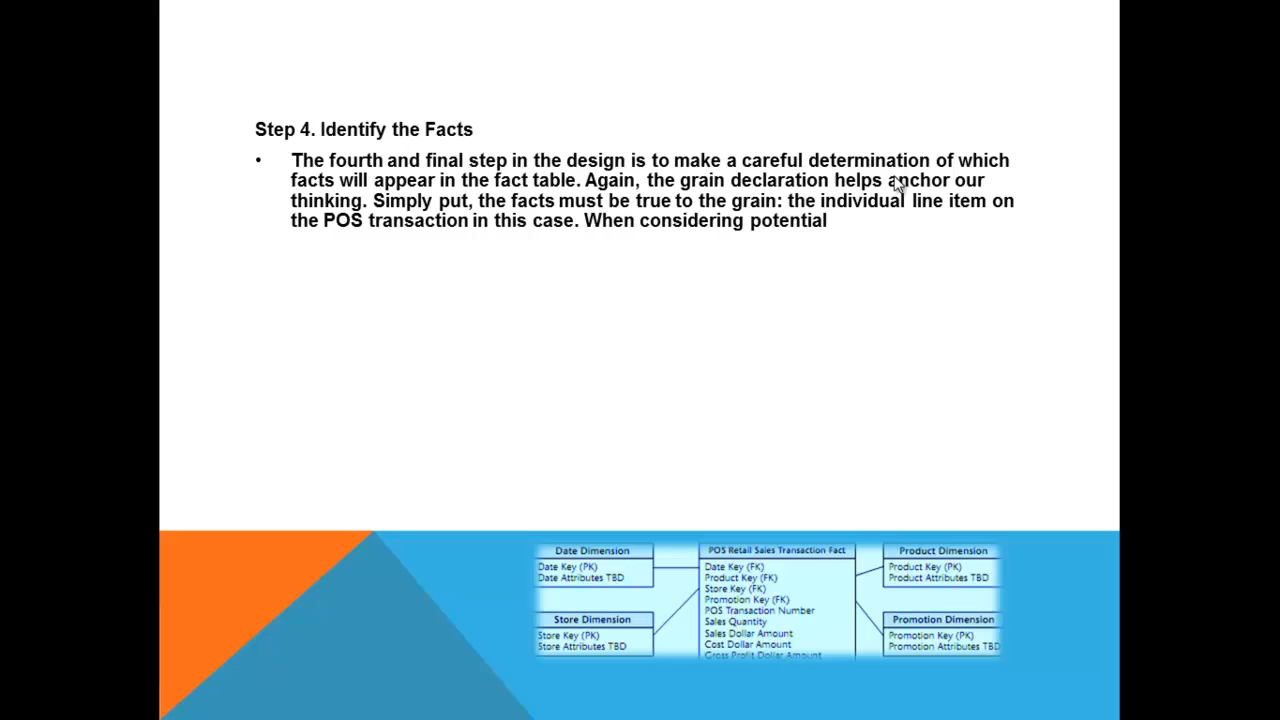 Step 4. Identify the Facts
• The fourth and final step in the design is to make a careful determination of which
facts will appear in the fact table. Again, the grain declaration helps anchor our
thinking. Simply put, the facts must be true to the grain: the individual line item on
the POS transaction in this case. When considering potential
Date Dimension
Date Key (PK)
Date Attributes TBD
Store Dimension
Store Key (PK)
Store Attributes TBD
POS Retail Sales Transaction Fact
Date Key (FK)
Product Key (FK)
Store Key (FK)
Promotion Key (FK)
POS Transaction Number
Sales Quantity
Sales Dollar Amount
Cost Dollar Amount
Gross Profit Dollar Amount
Product Dimension
Product Key (PK)
Product Attributes TBD
Promotion Dimension
Promotion Key (PK)
Promotion Attributes TBD